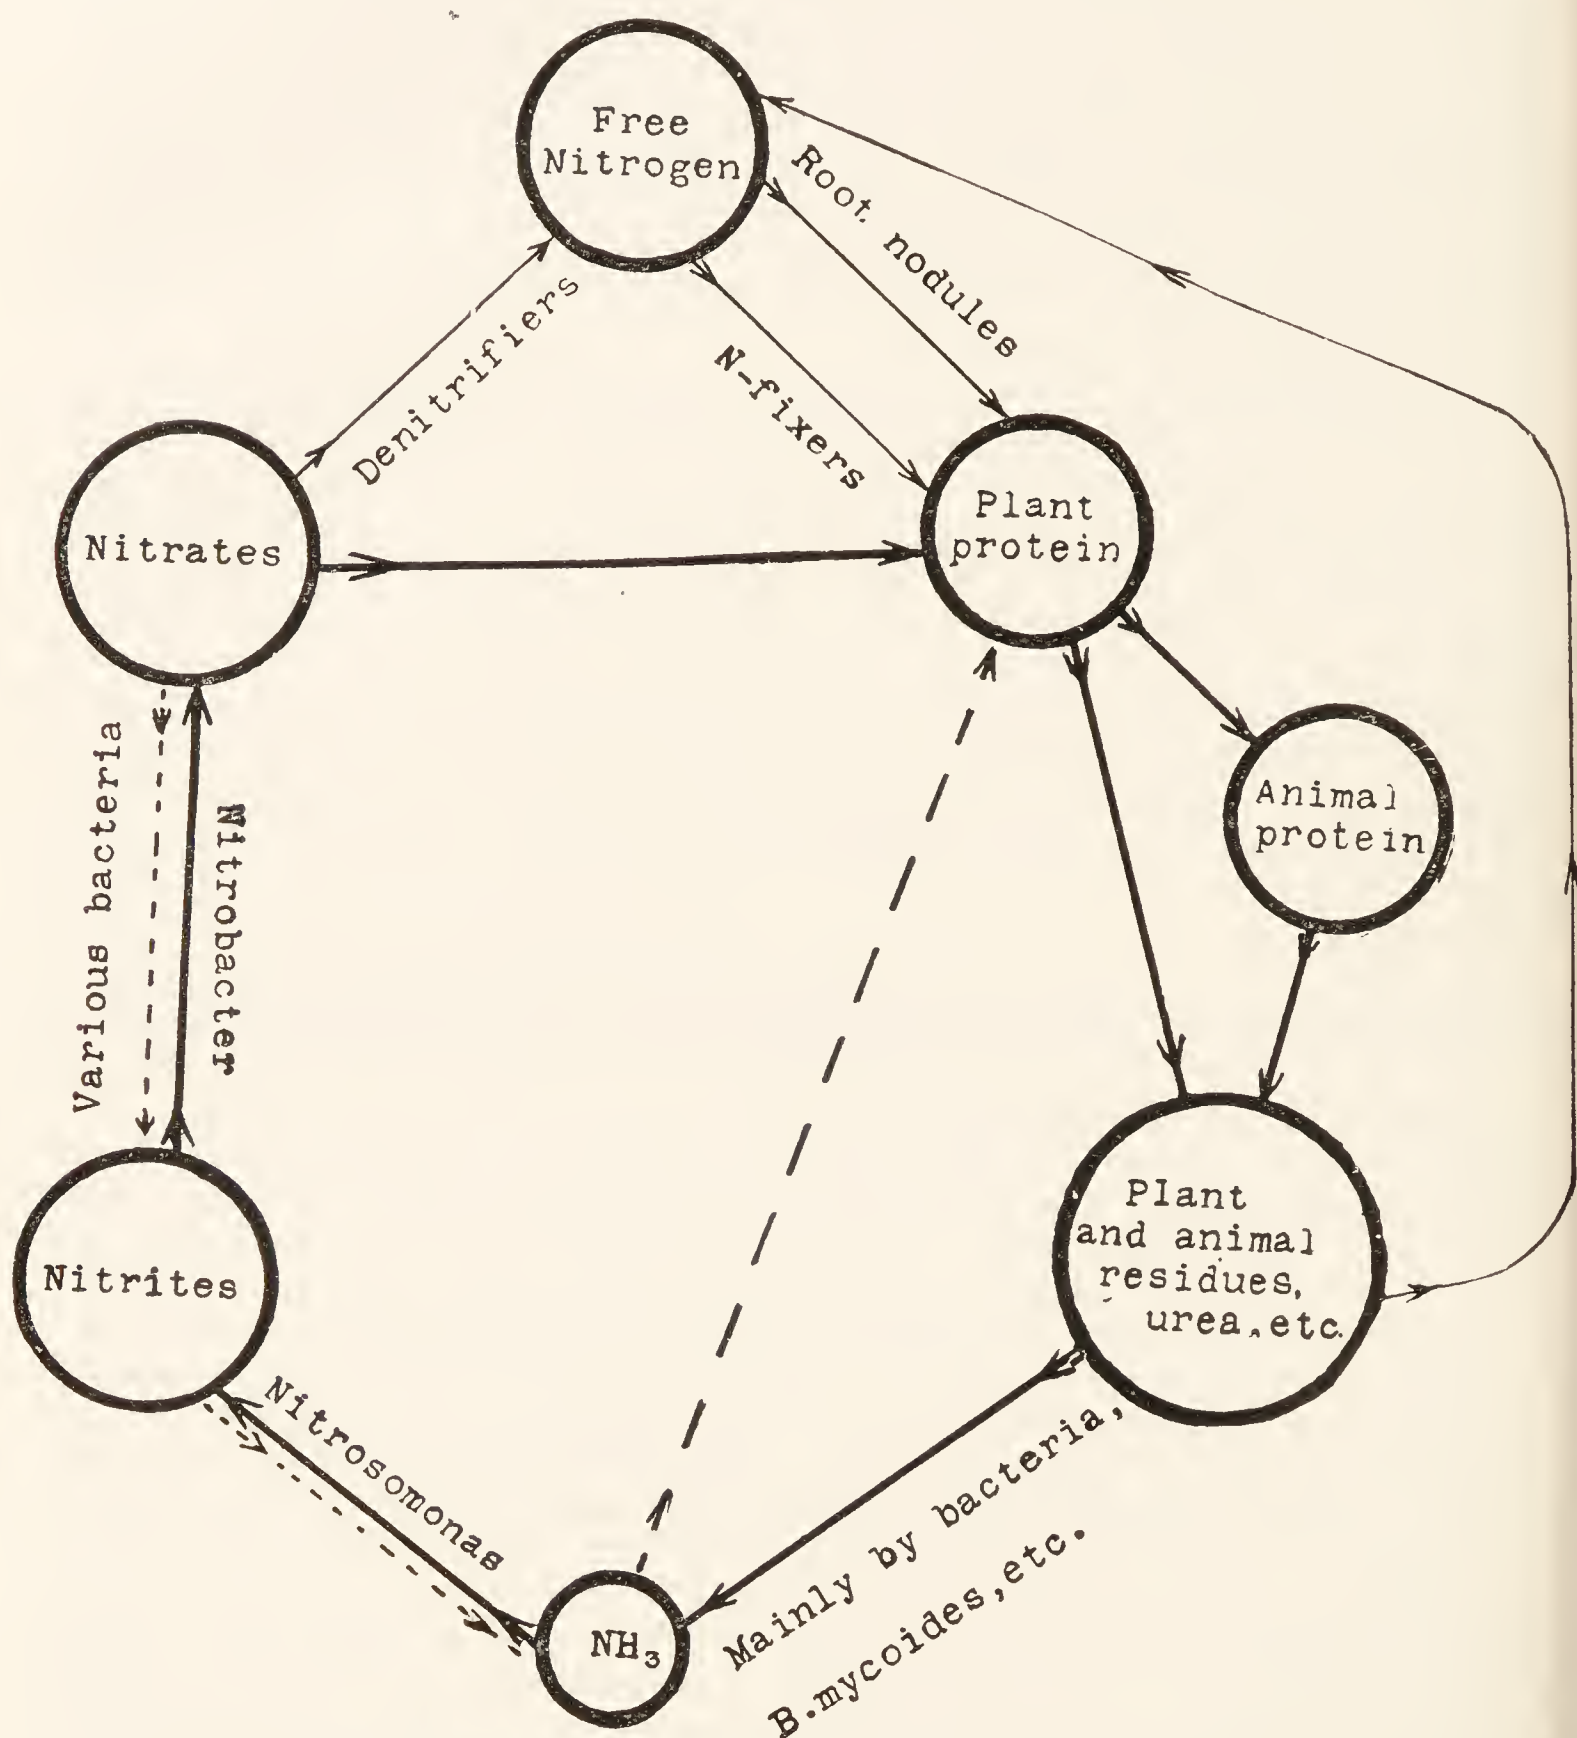 Free
Nitrogen
Root nodules
Denitrifiers
N-fixers
Nitrates
Plant
protein
Various bacteria
Nitrobacter
Animal
protein
Plant
and animal
residues,
urea, etc.
Nitrites
Nitrosomonas
NH₃
Mainly by bacteria,
B.mycoides, etc.